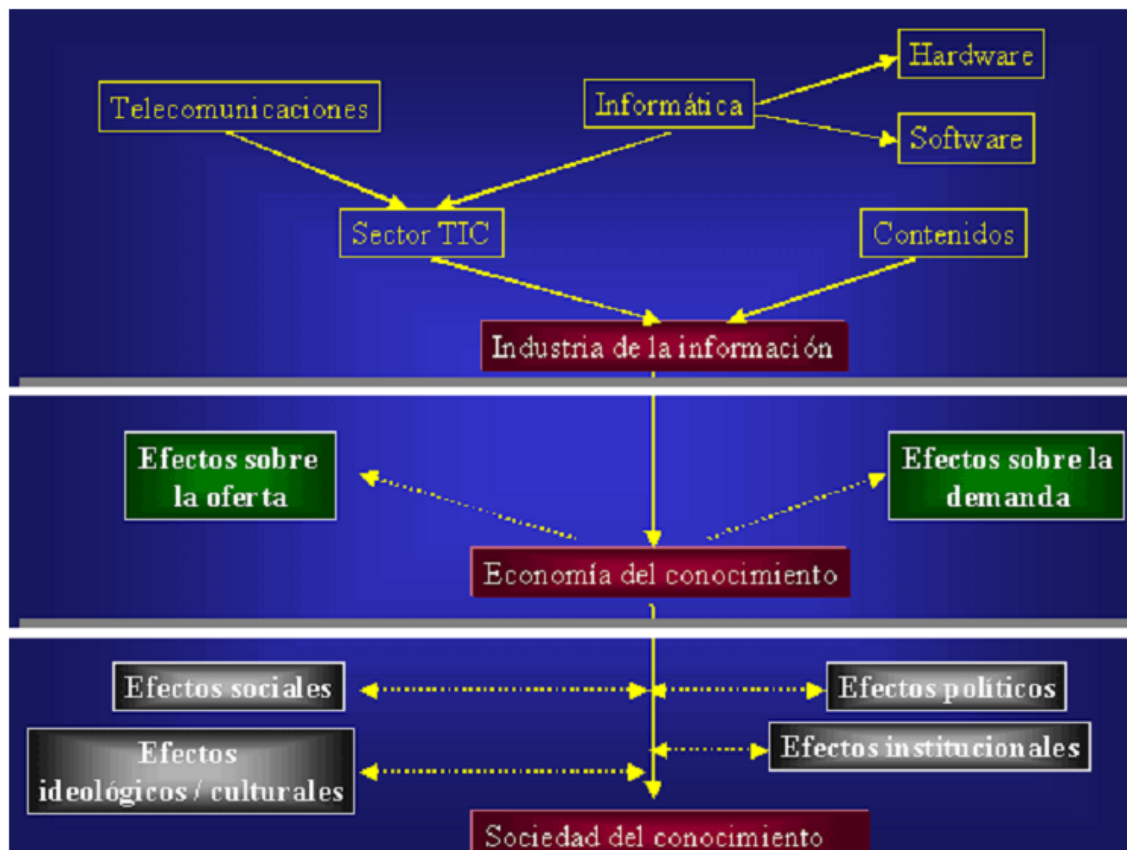 Hardware
Telecomunicaciones
Informática
Software
Sector TIC
Contenidos
Industria de la información
Efectos sobre
la oferta
Efectos sobre la
demanda
Economía del conocimiento
Efectos sociales
Efectos políticos
Efectos
ideológicos / culturales
Efectos institucionales
Sociedad del conocimiento